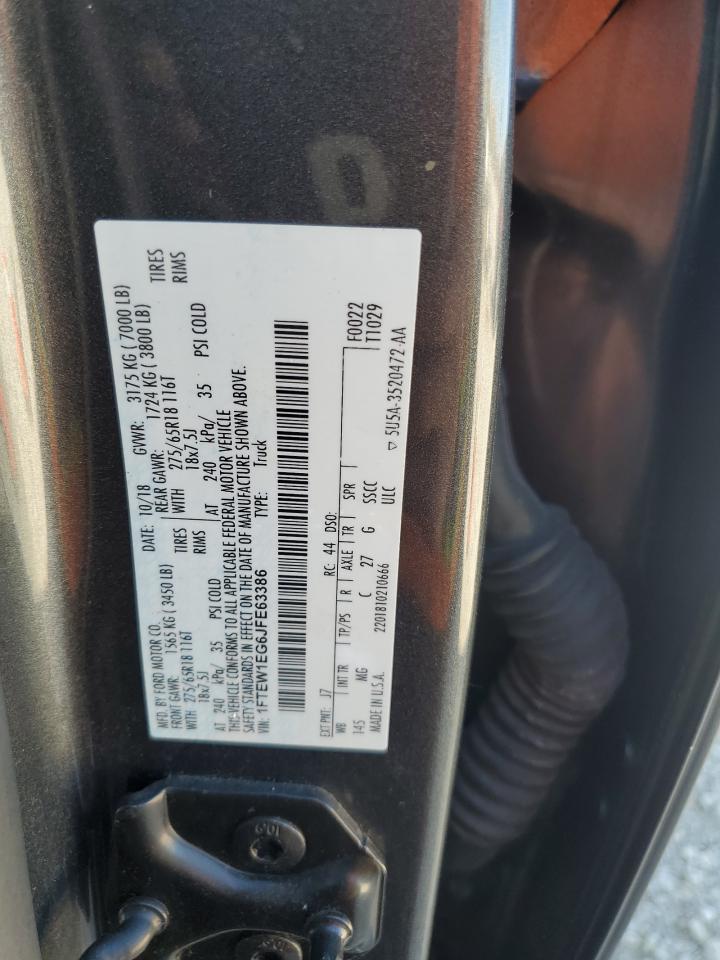 MFD. BY FORD MOTOR CO. DATE: 10/18 GVWR: 3175 KG ( 7000 LB)
FRONT GAWR: 1565 KG ( 3450 LB) REAR GAWR: 1724 KG ( 3800 LB)
WITH 275/65R18 116T TIRES WITH 275/65R18 116T TIRES
18x7.5J RIMS 18x7.5J RIMS
AT 240 kPa/ 35 PSI COLD AT 240 kPa/ 35 PSI COLD
THIS VEHICLE CONFORMS TO ALL APPLICABLE FEDERAL MOTOR VEHICLE
SAFETY STANDARDS IN EFFECT ON THE DATE OF MANUFACTURE SHOWN ABOVE.
VIN: 1FTEW1EG6JFE63386 TYPE: Truck
EXT PNT: J7 RC: 44 DSO: F0022
WB INT TR TP/PS R AXLE TR SPR T1029
145 MG C 27 G SSCC
MADE IN U.S.A. 2201810210666 ULC 5U5A-3520472-AA